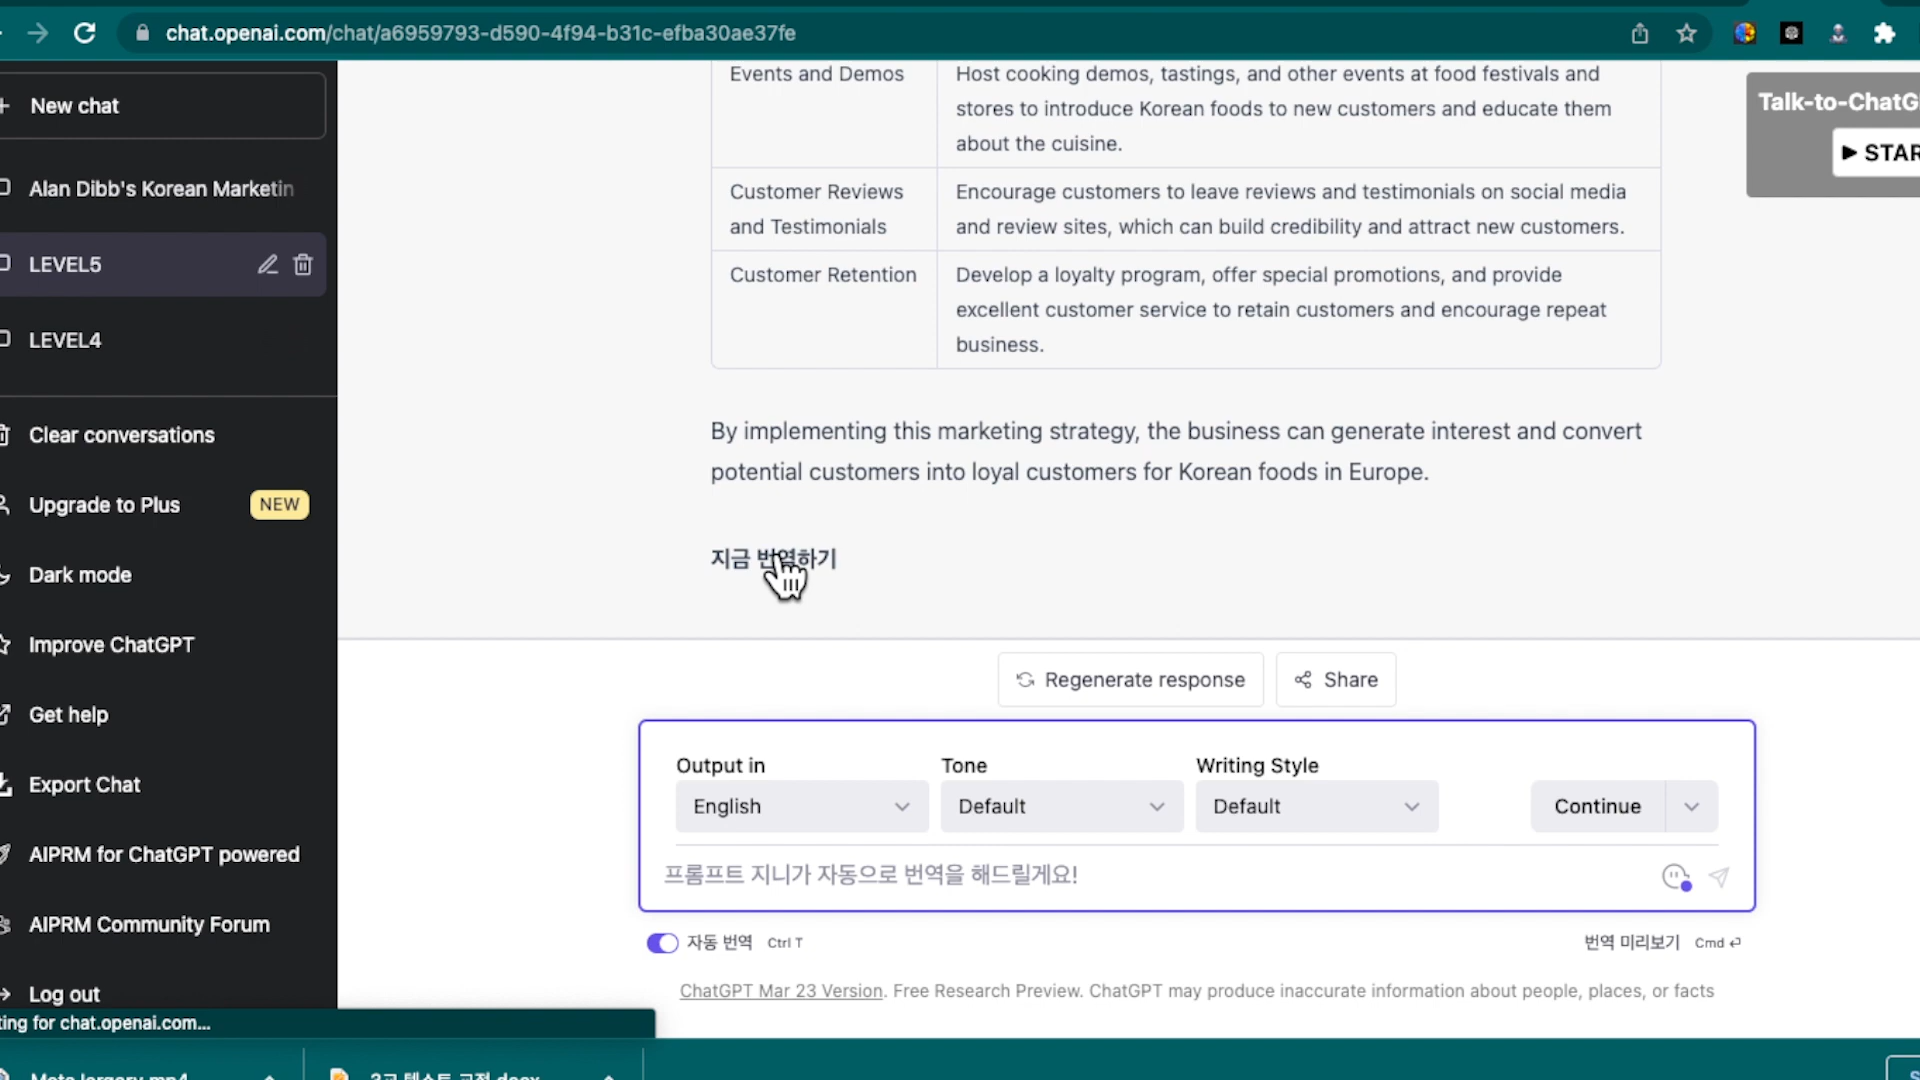 chat.openai.com/chat/a6959793-d590-4f94-b31c-efba30ae37fe
New chat
Alan Dibb's Korean Marketin
LEVEL5
LEVEL4
Clear conversations
Upgrade to Plus NEW
Dark mode
Improve ChatGPT
Get help
Export Chat
AIPRM for ChatGPT powered
AIPRM Community Forum
Log out
ting for chat.openai.com...
Events and Demos
Host cooking demos, tastings, and other events at food festivals and
stores to introduce Korean foods to new customers and educate them
about the cuisine.
Customer Reviews
and Testimonials
Encourage customers to leave reviews and testimonials on social media
and review sites, which can build credibility and attract new customers.
Customer Retention
Develop a loyalty program, offer special promotions, and provide
excellent customer service to retain customers and encourage repeat
business.
By implementing this marketing strategy, the business can generate interest and convert
potential customers into loyal customers for Korean foods in Europe.
지금 번역하기
Talk-to-ChatG
STAR
Regenerate response
Share
Output in Tone Writing Style
English Default Default Continue
프롬프트 지니가 자동으로 번역을 해드릴게요!
자동 번역 Ctrl T
번역 미리보기 Cmd ⏎
ChatGPT Mar 23 Version. Free Research Preview. ChatGPT may produce inaccurate information about people, places, or facts